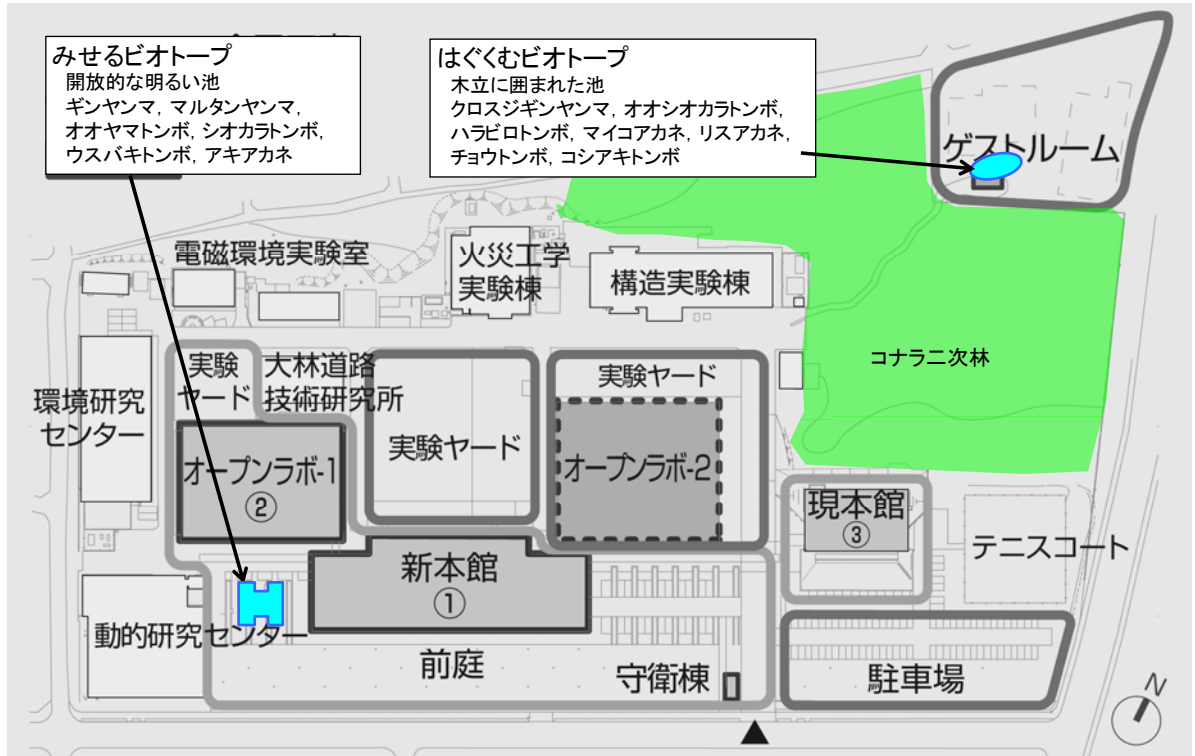 みせるビオトープ
開放的な明るい池
ギンヤンマ, マルタンヤンマ,
オオヤマトンボ, シオカラトンボ,
ウスバキトンボ, アキアカネ
はぐくむビオトープ
木立に囲まれた池
クロスジギンヤンマ, オオシオカラトンボ,
ハラビロトンボ, マイコアカネ, リスアカネ,
チョウトンボ, コシアキトンボ
ゲストルーム
電磁環境実験室
火災工学
実験棟
構造実験棟
コナラ二次林
環境研究
センター
実験
ヤード
大林道路
技術研究所
実験ヤード
実験ヤード
オープンラボ-1
②
オープンラボ-2
現本館
③
テニスコート
新本館
①
動的研究センター
前庭
守衛棟
駐車場
N